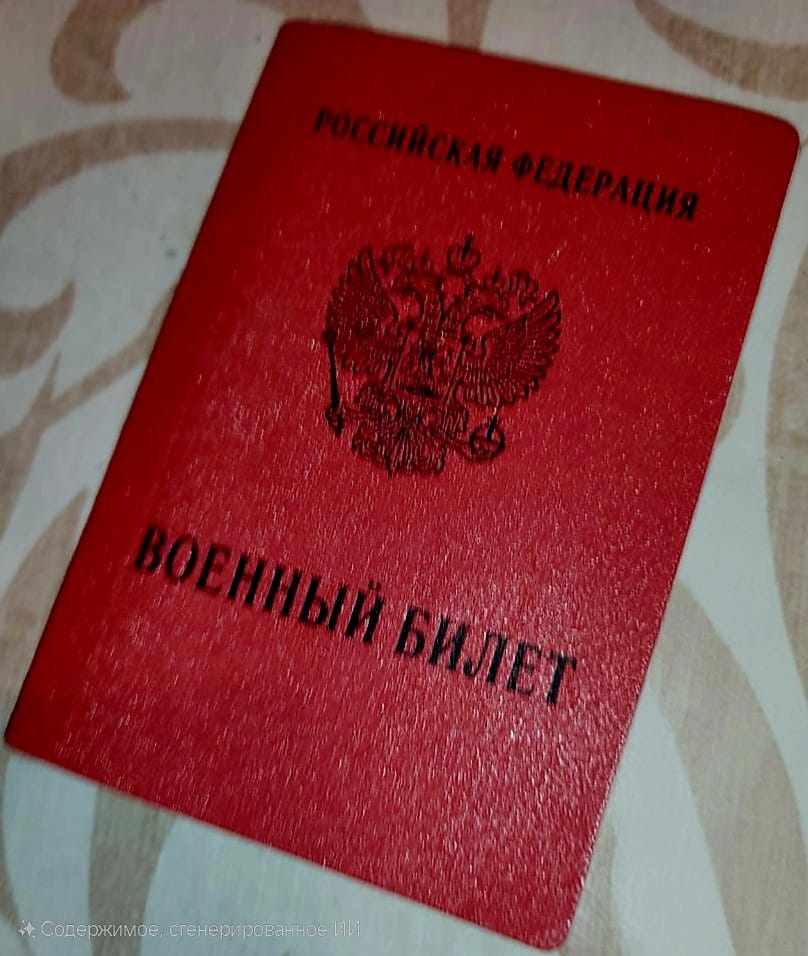 РОССИЙСКАЯ ФЕДЕРАЦИЯ
ВОЕННЫЙ БИЛЕТ
Содержимое, сгенерированное ИИ